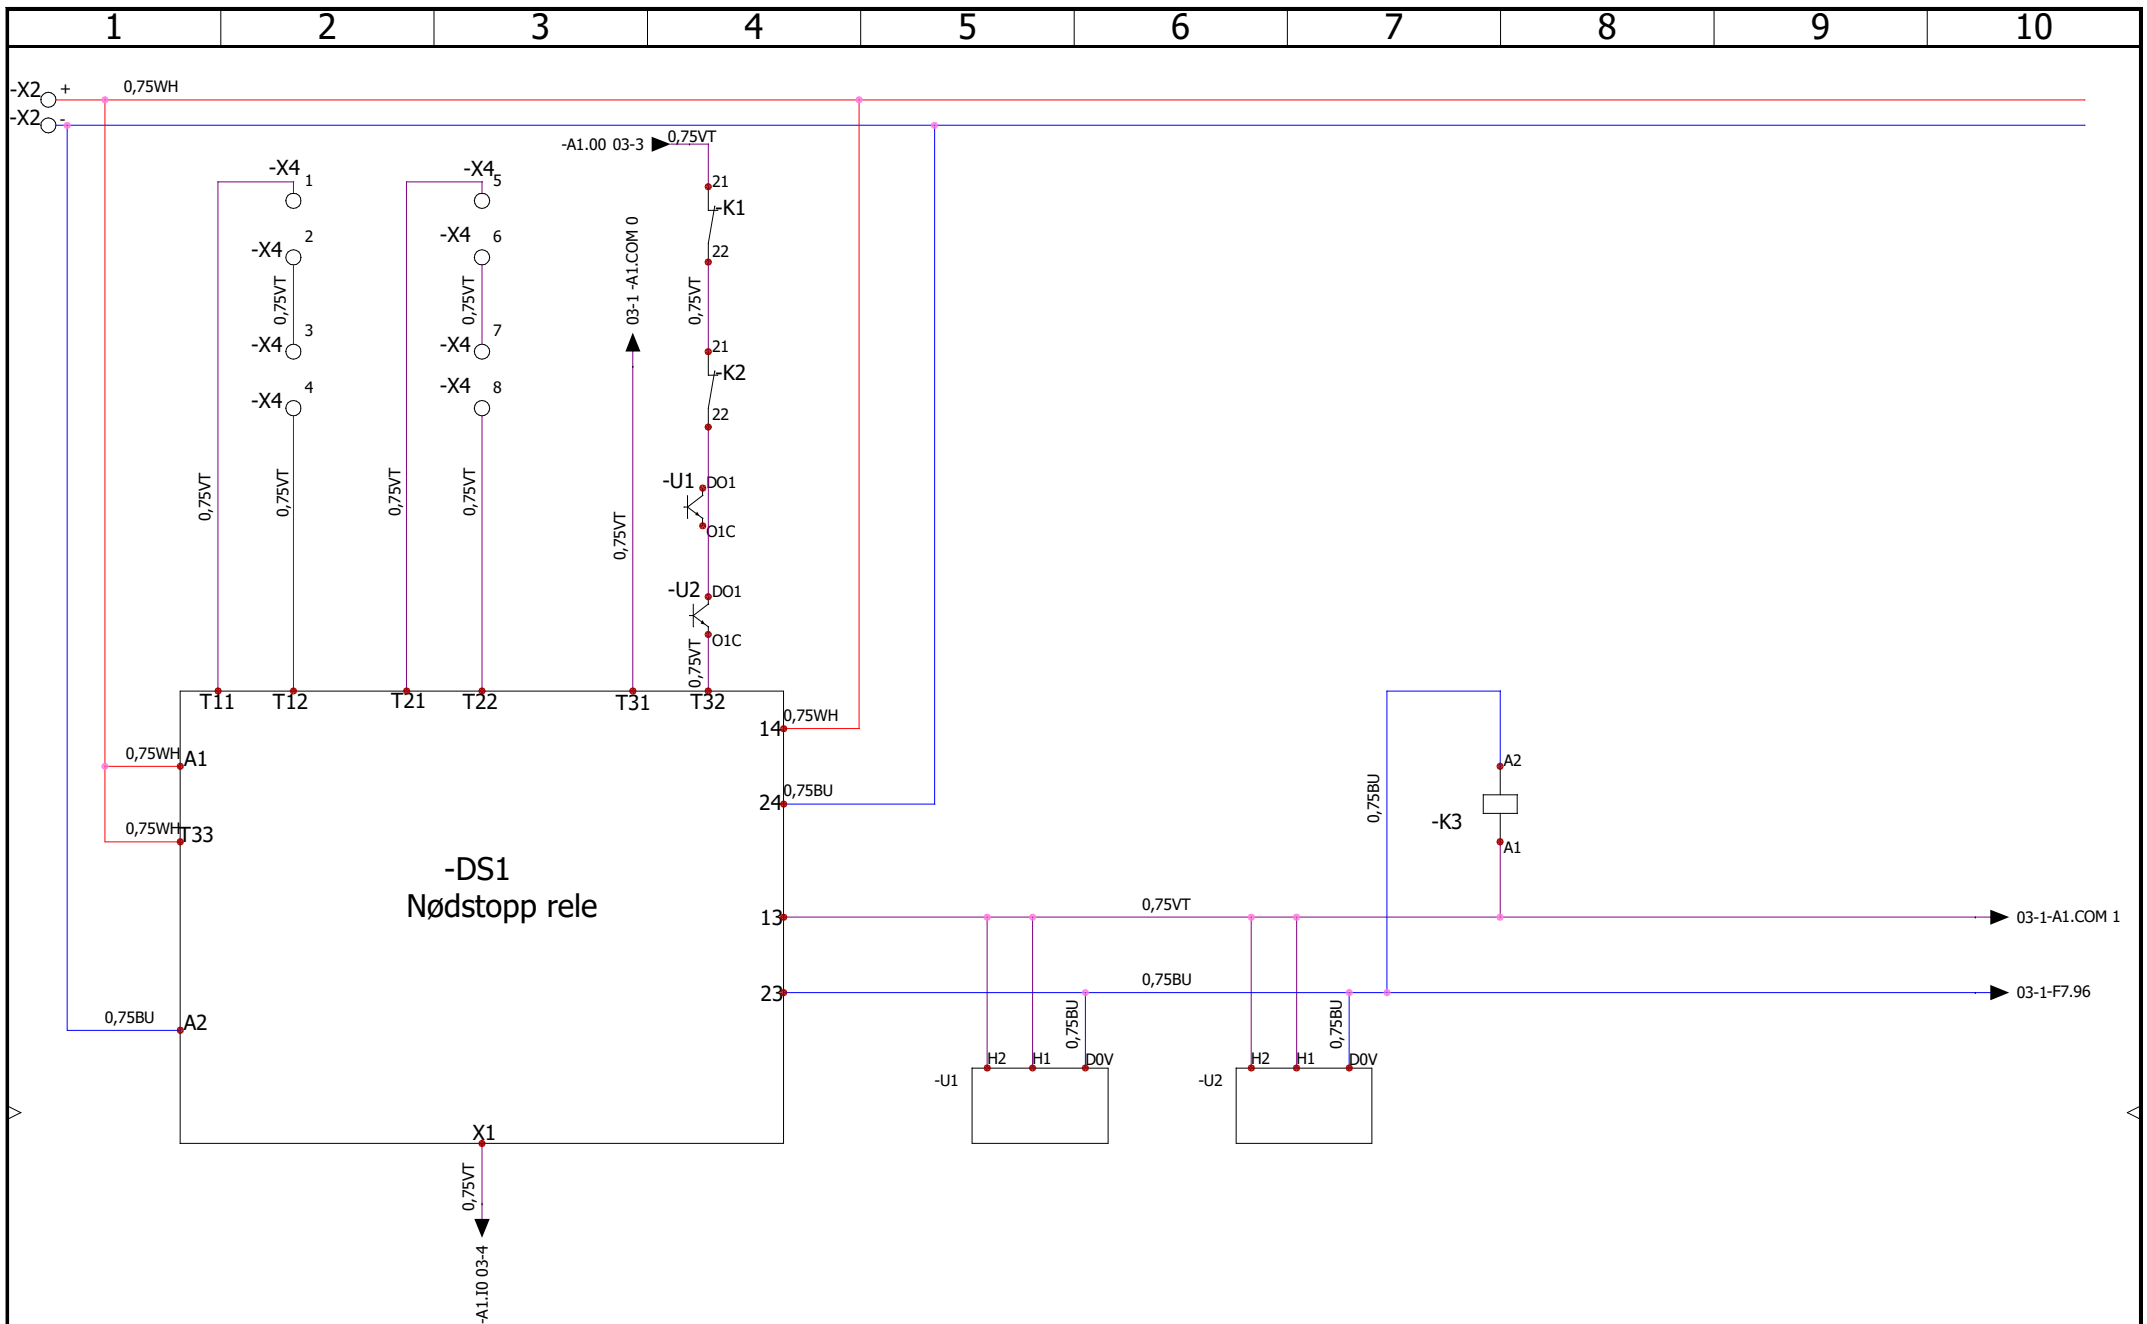 1 2 3 4 5 6 7 8 9 10
-X2 + 0,75WH
-X2 -
-A1.00 03-3 0,75VT
-X4 1
-X4 5
21
-K1
22
-X4 2
-X4 6
0,75VT
0,75VT
03-1 -A1.COM 0
0,75VT
-X4 3
-X4 7
21
-K2
22
-X4 4
-X4 8
0,75VT
0,75VT
0,75VT
0,75VT
0,75VT
-U1 DO1
O1C
-U2 DO1
O1C
0,75VT
T11 T12 T21 T22 T31 T32
14 0,75WH
0,75WH A1
24 0,75BU
0,75WH T33
0,75BU
A2
-K3
A1
-DS1
Nødstopp rele
13 0,75VT 03-1-A1.COM 1
23 0,75BU 03-1-F7.96
0,75BU A2
0,75BU
0,75BU
H2 H1 D0V
-U1
H2 H1 D0V
-U2
X1
0,75VT
-A1.I0 03-4